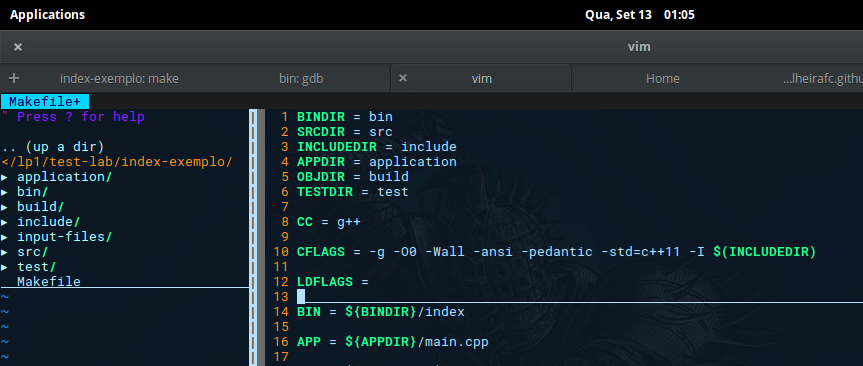 Applications
Qua, Set 13 01:05
× vim
+ index-exemplo: make bin: gdb × vim Home ...lheirafc.githu
Makefile+
" Press ? for help
.. (up a dir)
</lp1/test-lab/index-exemplo/
▸ application/
▸ bin/
▸ build/
▸ include/
▸ input-files/
▸ src/
▸ test/
Makefile
~
~
~
~
~
1 BINDIR = bin
2 SRCDIR = src
3 INCLUDEDIR = include
4 APPDIR = application
5 OBJDIR = build
6 TESTDIR = test
7
8 CC = g++
9
10 CFLAGS = -g -O0 -Wall -ansi -pedantic -std=c++11 -I $(INCLUDEDIR)
11
12 LDFLAGS =
13
14 BIN = ${BINDIR}/index
15
16 APP = ${APPDIR}/main.cpp
17